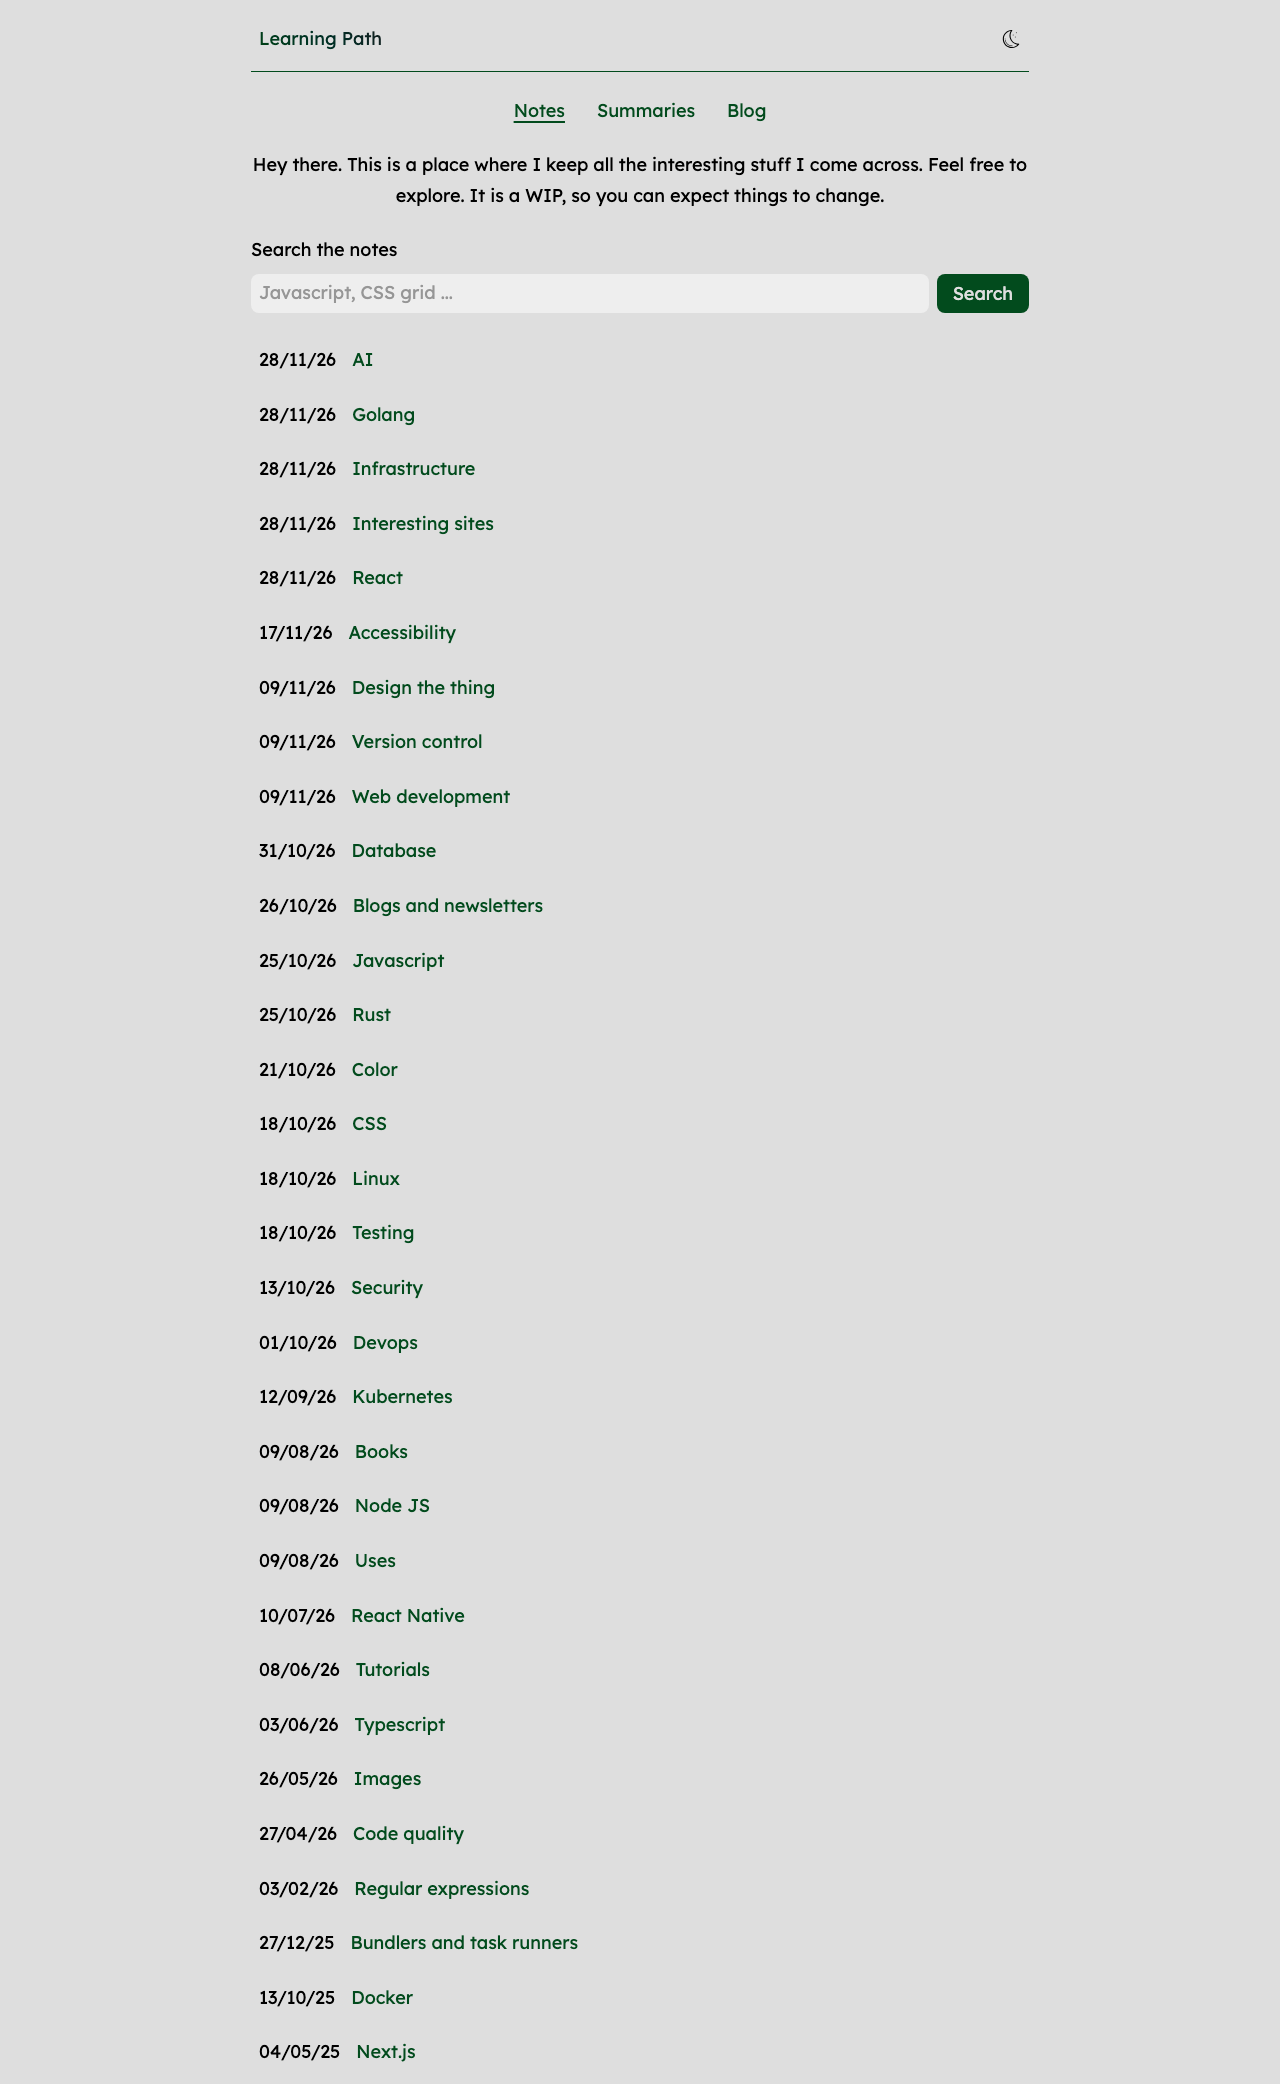 Learning Path
Notes Summaries Blog
Hey there. This is a place where I keep all the interesting stuff I come across. Feel free to
explore. It is a WIP, so you can expect things to change.
Search the notes
Javascript, CSS grid ...
Search
28/11/26 AI
28/11/26 Golang
28/11/26 Infrastructure
28/11/26 Interesting sites
28/11/26 React
17/11/26 Accessibility
09/11/26 Design the thing
09/11/26 Version control
09/11/26 Web development
31/10/26 Database
26/10/26 Blogs and newsletters
25/10/26 Javascript
25/10/26 Rust
21/10/26 Color
18/10/26 CSS
18/10/26 Linux
18/10/26 Testing
13/10/26 Security
01/10/26 Devops
12/09/26 Kubernetes
09/08/26 Books
09/08/26 Node JS
09/08/26 Uses
10/07/26 React Native
08/06/26 Tutorials
03/06/26 Typescript
26/05/26 Images
27/04/26 Code quality
03/02/26 Regular expressions
27/12/25 Bundlers and task runners
13/10/25 Docker
04/05/25 Next.js